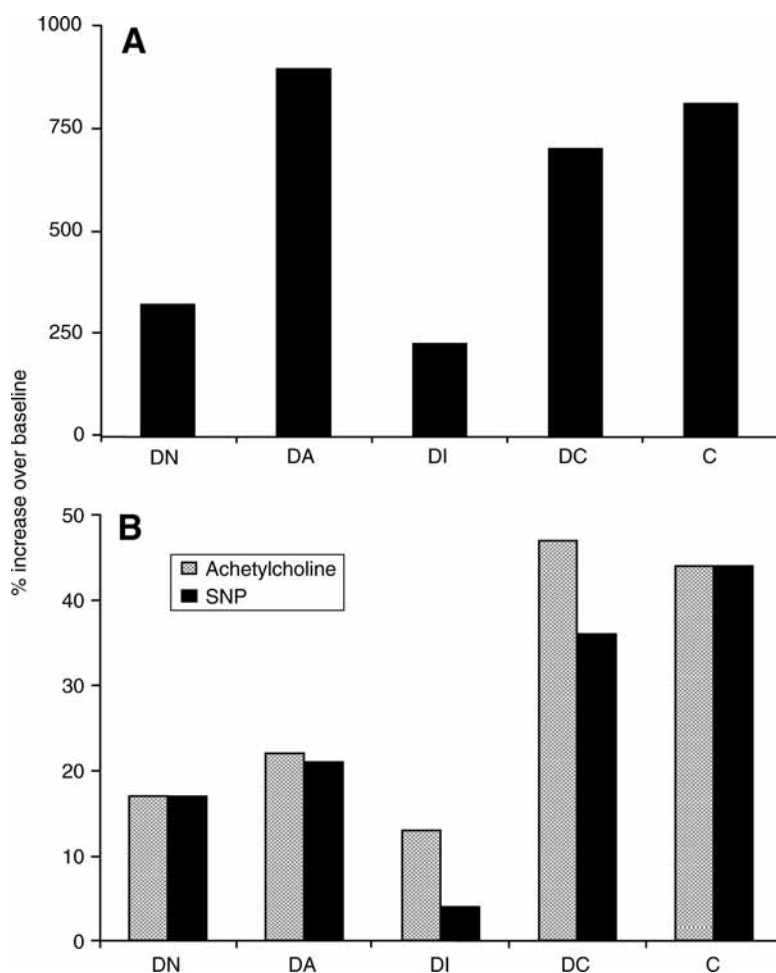 % increase over baseline
A
1000
750
500
250
0
DN DA DI DC C
B
Achetylcholine
SNP
50
40
30
20
10
0
DN DA DI DC C